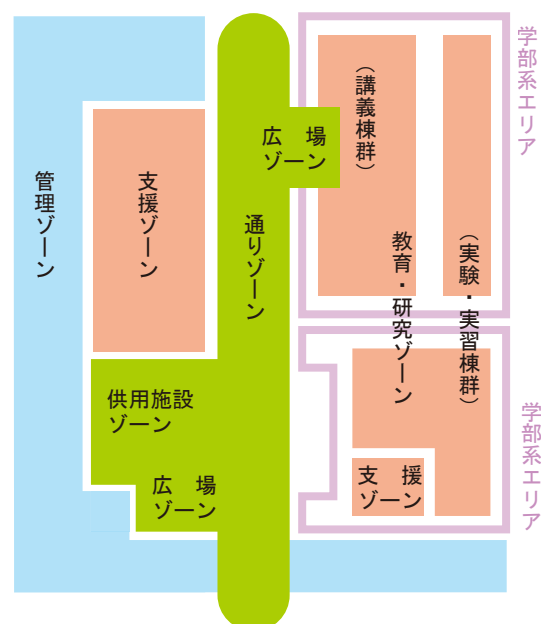 学部系エリア
（講義棟群）
広　場
ゾーン
管理ゾーン
支援ゾーン
通りゾーン
教育・研究ゾーン
（実験・実習棟群）
供用施設
ゾーン
広　場
ゾーン
支　援
ゾーン
学部系エリア